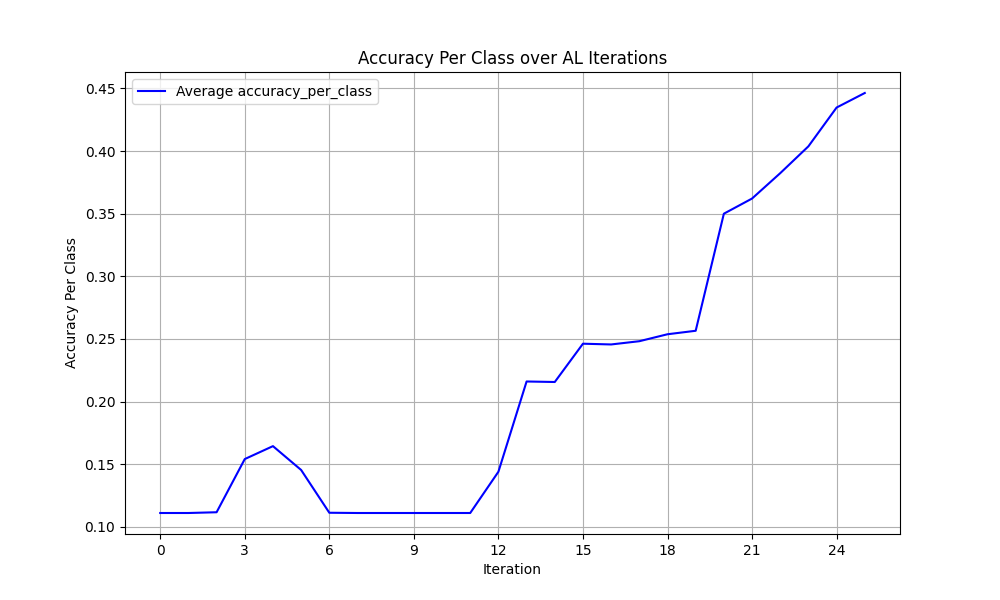 Accuracy Per Class over AL Iterations
Average accuracy_per_class
Accuracy Per Class
0.45
0.40
0.35
0.30
0.25
0.20
0.15
0.10
0 3 6 9 12 15 18 21 24
Iteration